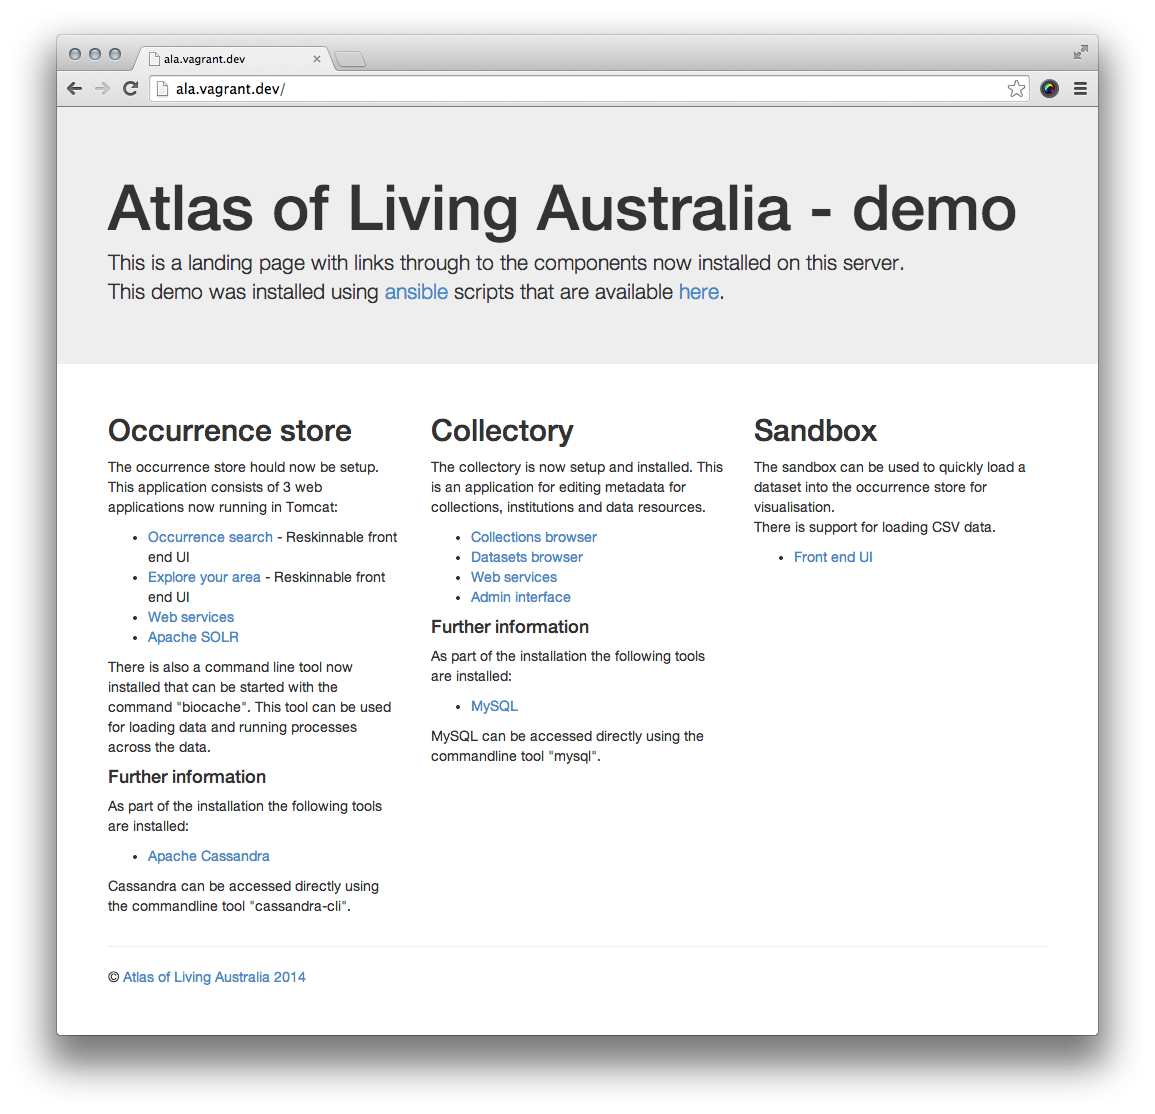 ala.vagrant.dev
ala.vagrant.dev/
Atlas of Living Australia - demo
This is a landing page with links through to the components now installed on this server.
This demo was installed using ansible scripts that are available here.
Occurrence store
The occurrence store hould now be setup.
This application consists of 3 web
applications now running in Tomcat:
• Occurrence search - Reskinnable front
end UI
• Explore your area - Reskinnable front
end UI
• Web services
• Apache SOLR
There is also a command line tool now
installed that can be started with the
command "biocache". This tool can be used
for loading data and running processes
across the data.
Further information
As part of the installation the following tools
are installed:
• Apache Cassandra
Cassandra can be accessed directly using
the commandline tool "cassandra-cli".
Collectory
The collectory is now setup and installed. This
is an application for editing metadata for
collections, institutions and data resources.
• Collections browser
• Datasets browser
• Web services
• Admin interface
Further information
As part of the installation the following tools
are installed:
• MySQL
MySQL can be accessed directly using the
commandline tool "mysql".
Sandbox
The sandbox can be used to quickly load a
dataset into the occurrence store for
visualisation.
There is support for loading CSV data.
• Front end UI
© Atlas of Living Australia 2014